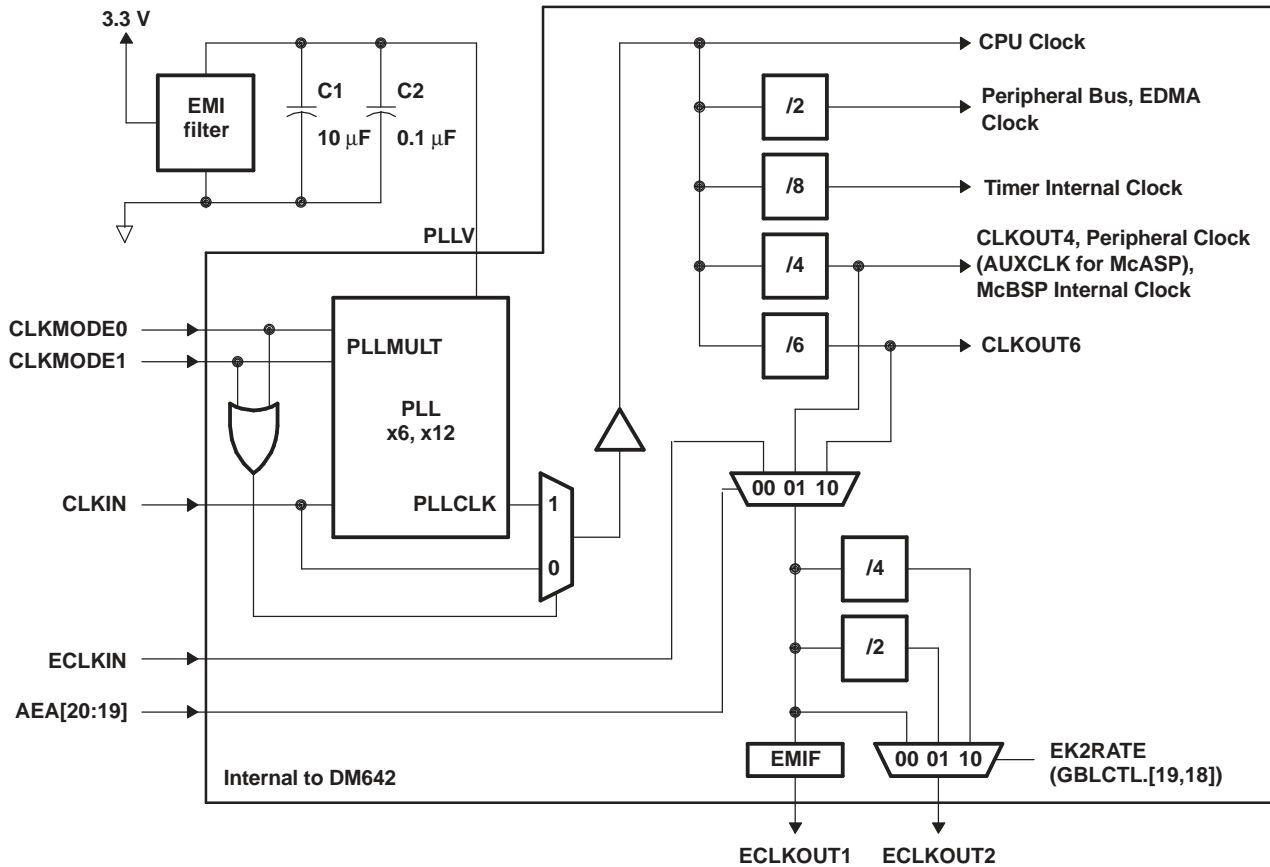 3.3 V
CPU Clock
EMI
filter
C1
C2
10 μF
0.1 μF
/2
Peripheral Bus, EDMA
Clock
/8
Timer Internal Clock
PLLV
/4
CLKOUT4, Peripheral Clock
(AUXCLK for McASP),
McBSP Internal Clock
CLKMODE0
CLKMODE1
PLLMULT
/6
CLKOUT6
PLL
x6, x12
00 01 10
CLKIN
PLLCLK
1
0
/4
/2
ECLKIN
AEA[20:19]
EMIF
00 01 10
EK2RATE
(GBLCTL.[19,18])
Internal to DM642
ECLKOUT1
ECLKOUT2